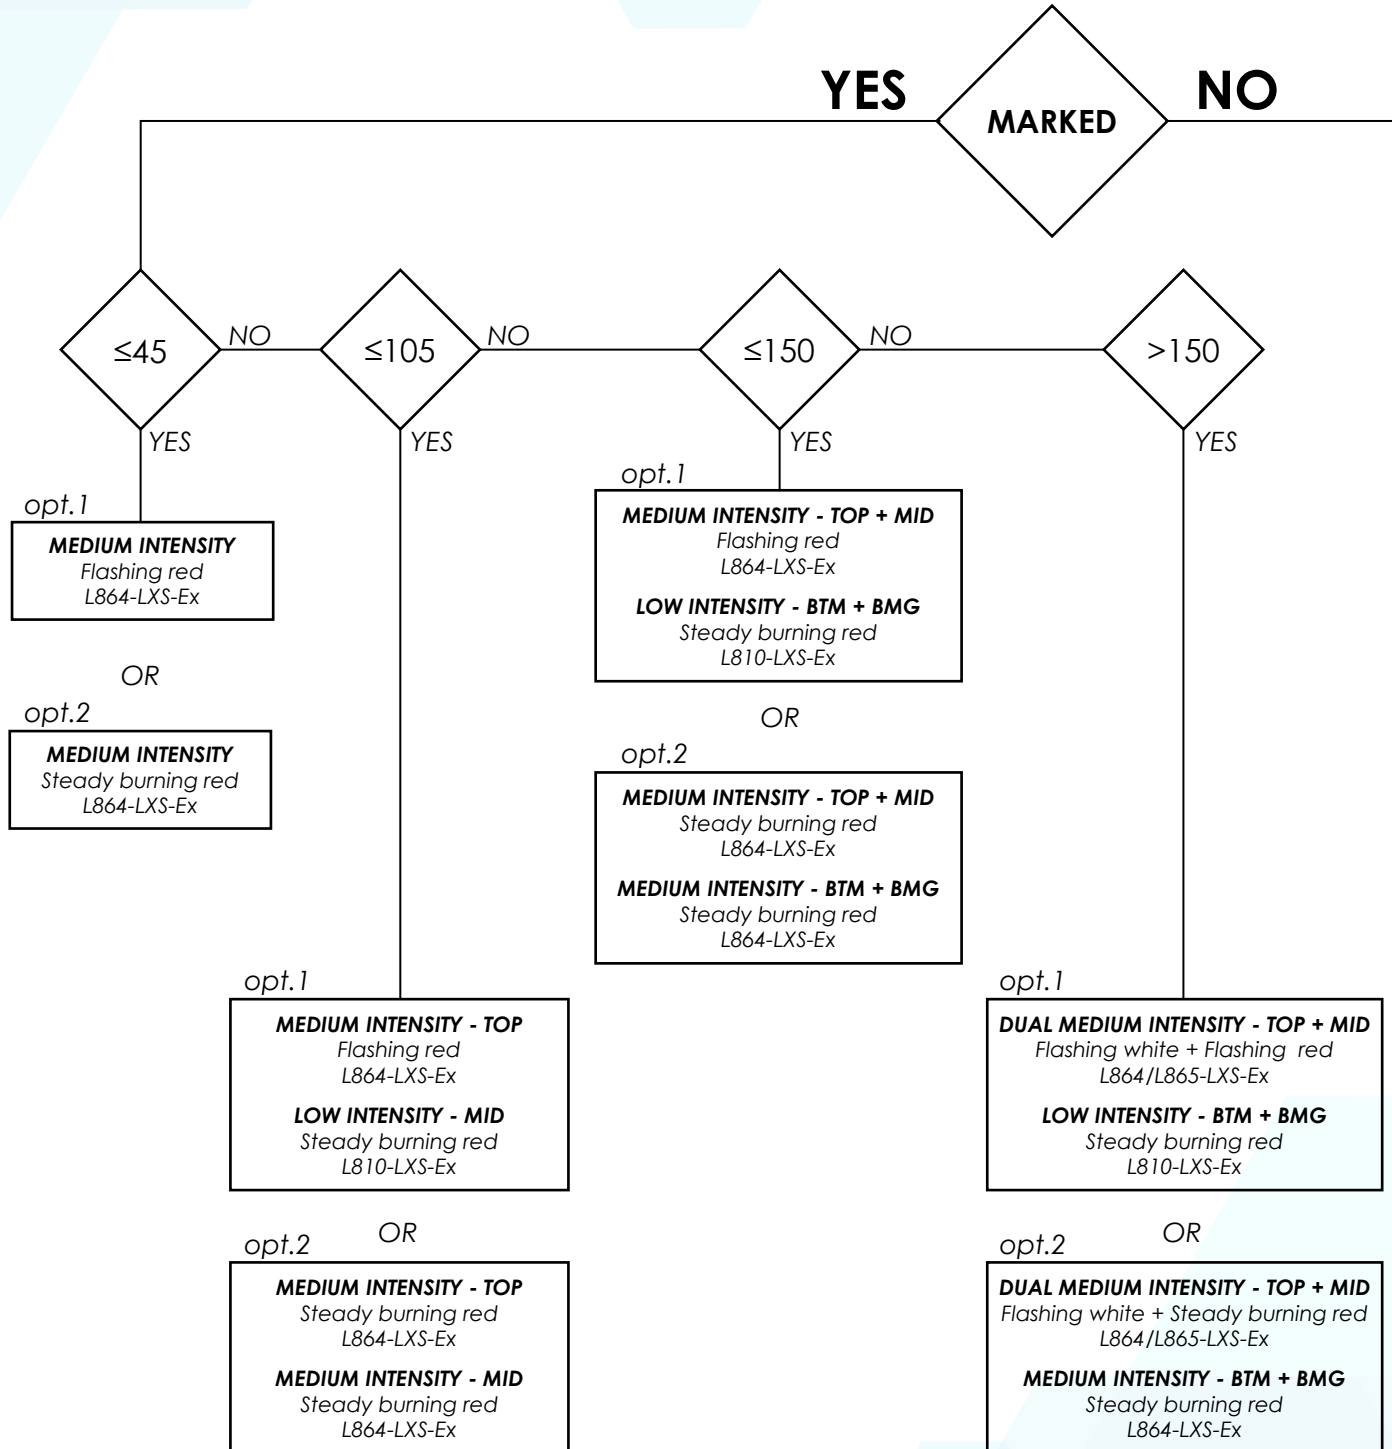 YES
MARKED
NO
≤45
NO
≤105
NO
≤150
NO
>150
YES
YES
YES
YES
opt.1
MEDIUM INTENSITY
Flashing red
L864-LXS-Ex
OR
opt.2
MEDIUM INTENSITY
Steady burning red
L864-LXS-Ex
opt.1
MEDIUM INTENSITY - TOP
Flashing red
L864-LXS-Ex
LOW INTENSITY - MID
Steady burning red
L810-LXS-Ex
OR
opt.2
MEDIUM INTENSITY - TOP
Steady burning red
L864-LXS-Ex
MEDIUM INTENSITY - MID
Steady burning red
L864-LXS-Ex
opt.1
MEDIUM INTENSITY - TOP + MID
Flashing red
L864-LXS-Ex
LOW INTENSITY - BTM + BMG
Steady burning red
L810-LXS-Ex
OR
opt.2
MEDIUM INTENSITY - TOP + MID
Steady burning red
L864-LXS-Ex
MEDIUM INTENSITY - BTM + BMG
Steady burning red
L864-LXS-Ex
opt.1
DUAL MEDIUM INTENSITY - TOP + MID
Flashing white + Flashing red
L864/L865-LXS-Ex
LOW INTENSITY - BTM + BMG
Steady burning red
L810-LXS-Ex
OR
opt.2
DUAL MEDIUM INTENSITY - TOP + MID
Flashing white + Steady burning red
L864/L865-LXS-Ex
MEDIUM INTENSITY - BTM + BMG
Steady burning red
L864-LXS-Ex